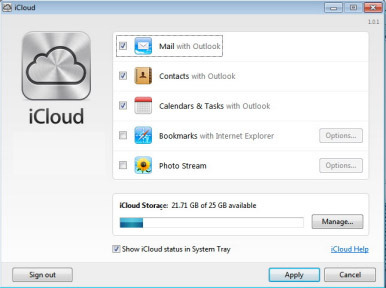 iCloud
1.0.1
Mail with Outlook
Contacts with Outlook
iCloud
Calendars & Tasks with Outlook
Bookmarks with Internet Explorer Options...
Photo Stream Options...
iCloud Storage: 21.71 GB of 25 GB available
Manage...
Show iCloud status in System Tray iCloud Help
Sign out Apply Cancel